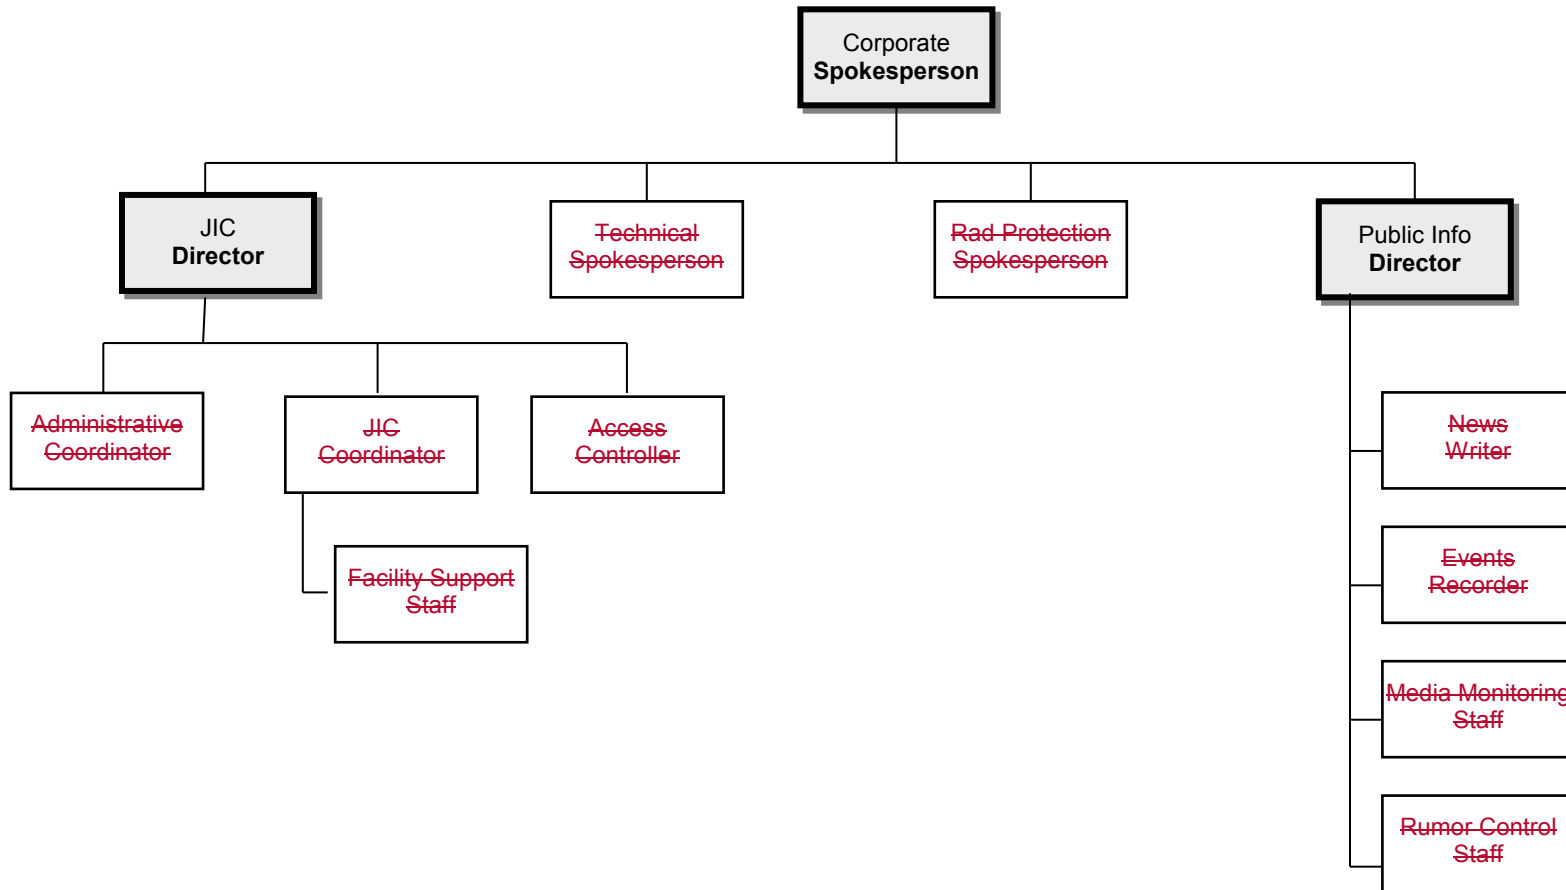 Corporate
Spokesperson
JIC
Director
Technical
Spokesperson
Rad Protection
Spokesperson
Public Info
Director
Administrative
Coordinator
JIC
Coordinator
Access
Controller
News
Writer
Facility Support
Staff
Events
Recorder
Media Monitoring
Staff
Rumor Control
Staff